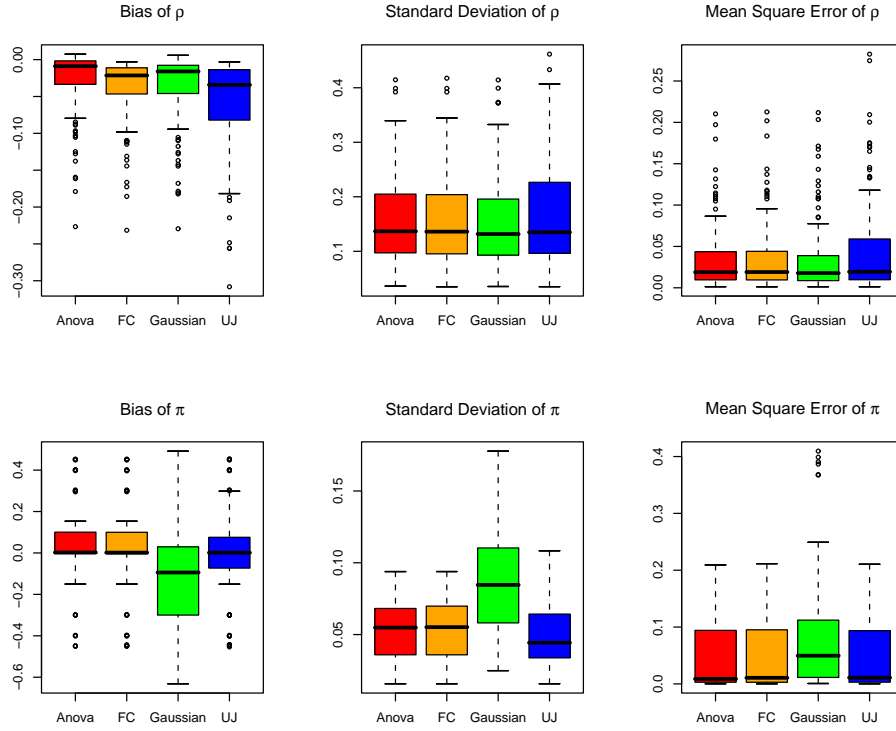 Bias of ρ
0.00
−0.10
−0.20
−0.30
Anova FC Gaussian UJ
Standard Deviation of ρ
0.4
0.3
0.2
0.1
Anova FC Gaussian UJ
Mean Square Error of ρ
0.25
0.20
0.15
0.10
0.05
0.00
Anova FC Gaussian UJ
Bias of π
0.4
0.2
0.0
−0.2
−0.4
−0.6
Anova FC Gaussian UJ
Standard Deviation of π
0.15
0.10
0.05
Anova FC Gaussian UJ
Mean Square Error of π
0.4
0.3
0.2
0.1
0.0
Anova FC Gaussian UJ